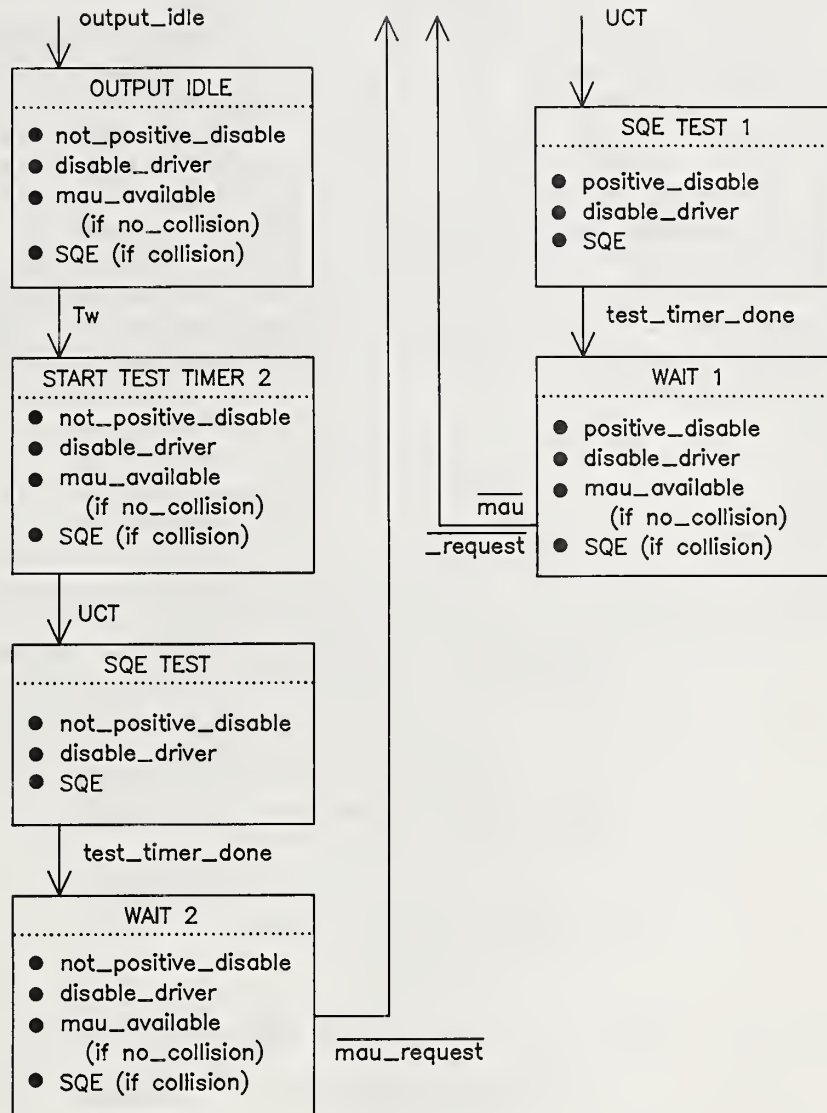 output_idle
OUTPUT IDLE
● not_positive_disable
● disable_driver
● mau_available
(if no_collision)
● SQE (if collision)
Tw
START TEST TIMER 2
● not_positive_disable
● disable_driver
● mau_available
(if no_collision)
● SQE (if collision)
UCT
SQE TEST
● not_positive_disable
● disable_driver
● SQE
test_timer_done
WAIT 2
● not_positive_disable
● disable_driver
● mau_available
(if no_collision)
● SQE (if collision)
mau_request
UCT
SQE TEST 1
● positive_disable
● disable_driver
● SQE
test_timer_done
WAIT 1
● positive_disable
● disable_driver
● mau_available
(if no_collision)
● SQE (if collision)
mau
_request